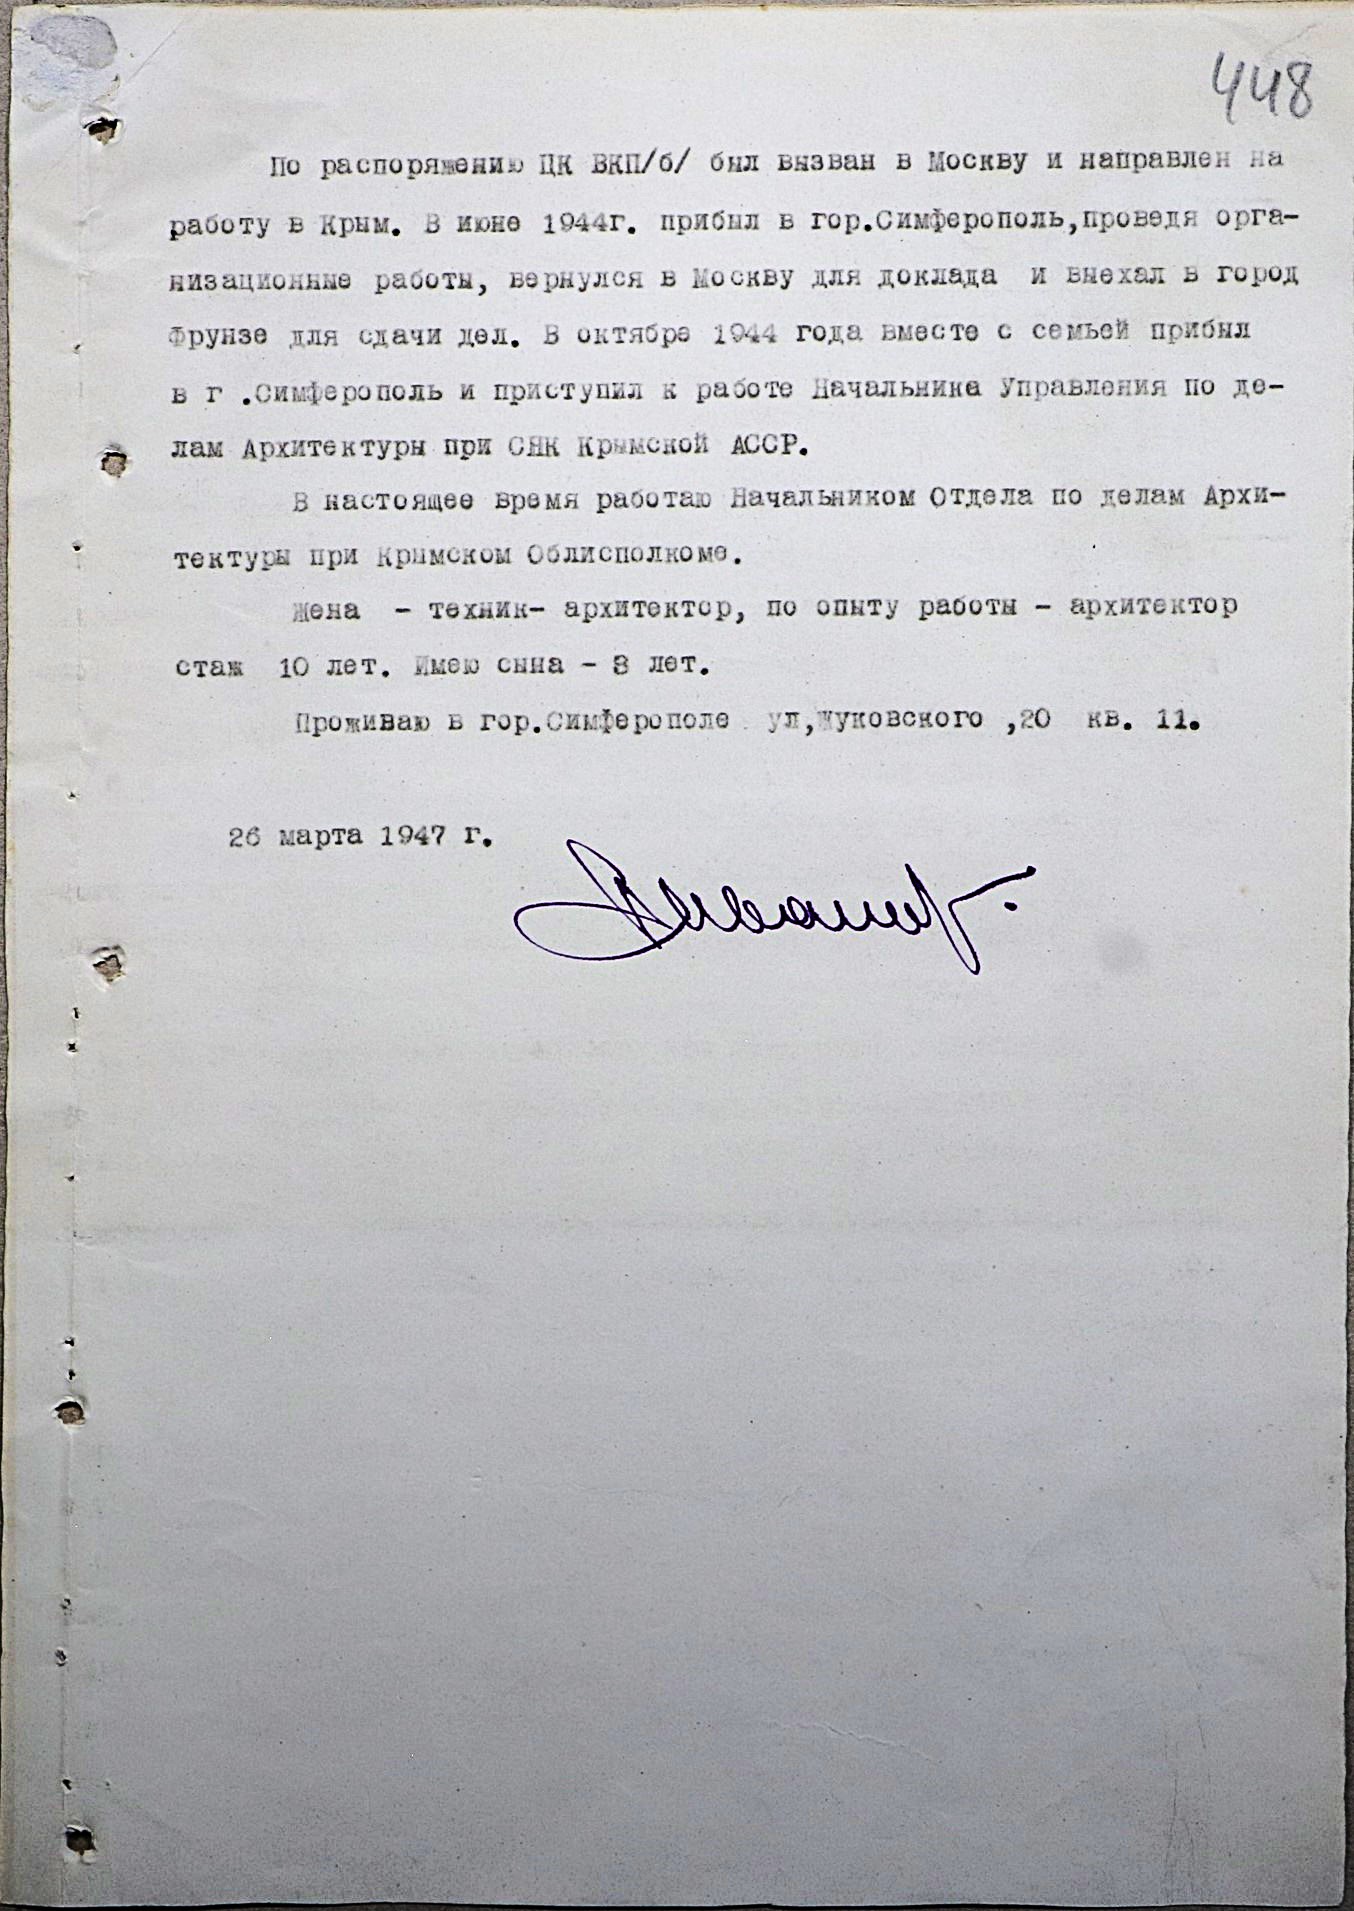 448
По распоряжению ЦК ВКП/б/ был вызван в Москву и направлен на
работу в Крым. В июне 1944г. прибыл в гор.Симферополь,проведя орга-
низационные работы, вернулся в Москву для доклада и выехал в город
Фрунзе для сдачи дел. В октябре 1944 года вместе с семьей прибыл
в г .Симферополь и приступил к работе Начальника Управления по де-
лам Архитектуры при СНК Крымской АССР.
В настоящее время работаю Начальником Отдела по делам Архи-
тектуры при Крымском Облисполкоме.
Жена - техник- архитектор, по опыту работы - архитектор
стаж 10 лет. Имею сына - 8 лет.
Проживаю в гор.Симферополе ул,Жуковского ,20 кв. 11.
26 марта 1947 г.